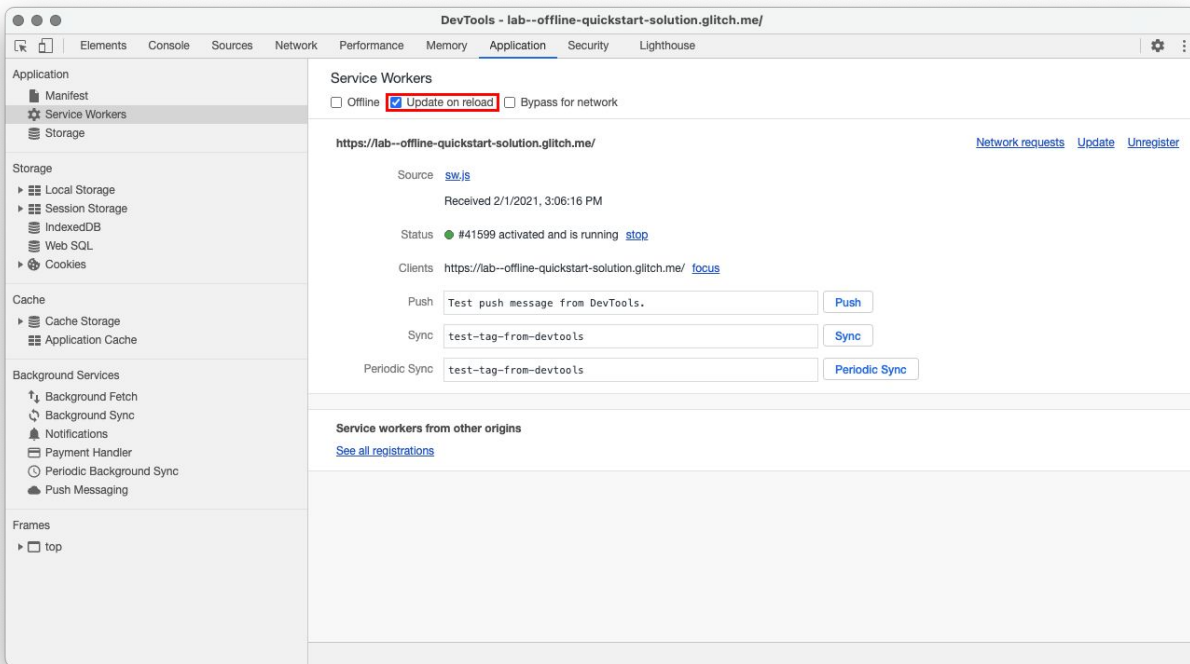 DevTools - lab--offline-quickstart-solution.glitch.me/
Elements Console Sources Network Performance Memory Application Security Lighthouse
Application
Manifest
Service Workers
Storage
Storage
Local Storage
Session Storage
IndexedDB
Web SQL
Cookies
Cache
Cache Storage
Application Cache
Background Services
Background Fetch
Background Sync
Notifications
Payment Handler
Periodic Background Sync
Push Messaging
Frames
top
Service Workers
Offline Update on reload Bypass for network
https://lab--offline-quickstart-solution.glitch.me/ Network requests Update Unregister
Source sw.js
Received 2/1/2021, 3:06:16 PM
Status #41599 activated and is running stop
Clients https://lab--offline-quickstart-solution.glitch.me/ focus
Push Test push message from DevTools. Push
Sync test-tag-from-devtools Sync
Periodic Sync test-tag-from-devtools Periodic Sync
Service workers from other origins
See all registrations